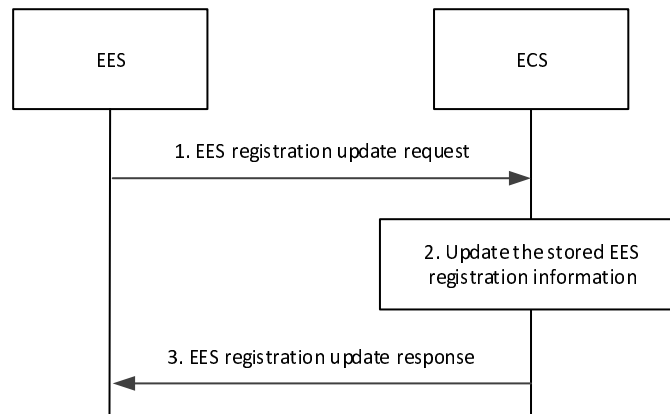 EES
ECS
1. EES registration update request
2. Update the stored EES
registration information
3. EES registration update response